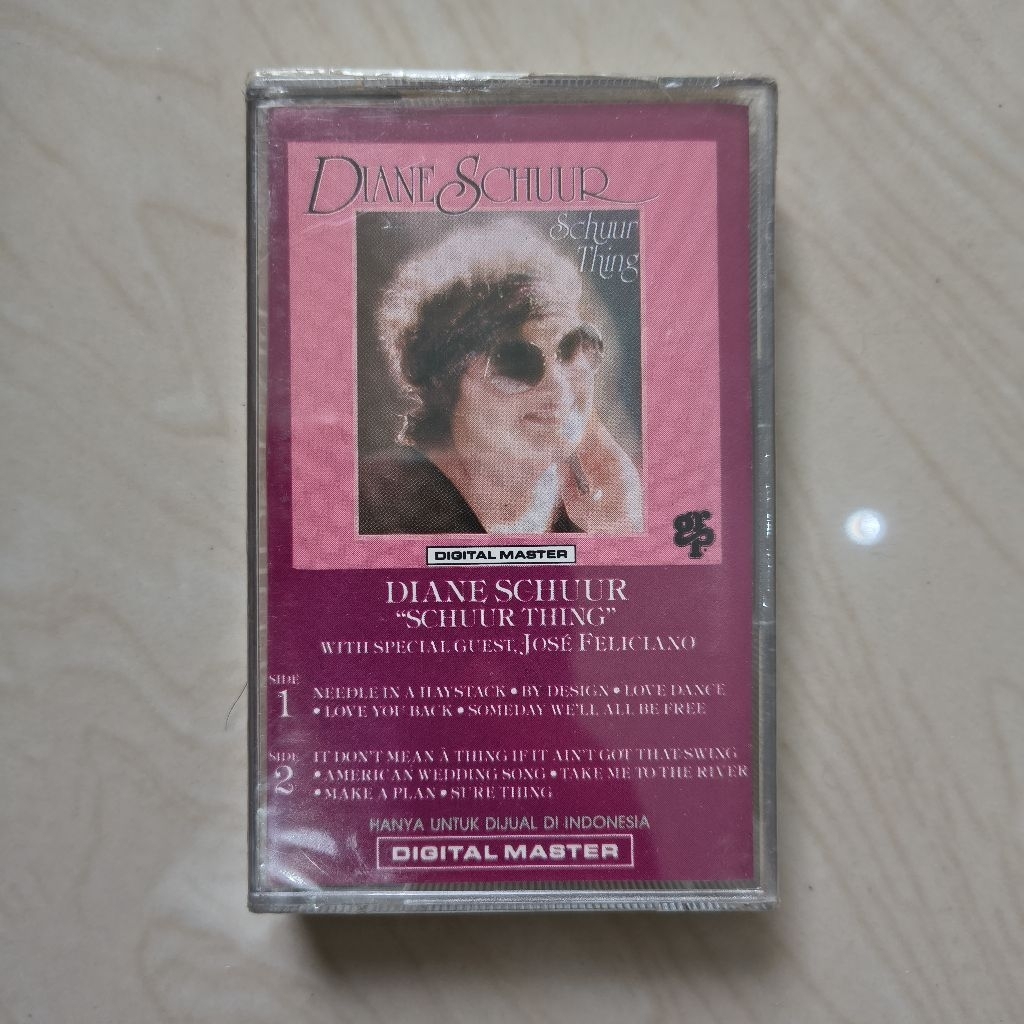 DIANE SCHUUR
Schuur
Thing
DIGITAL MASTER
grp
DIANE SCHUUR
"SCHUUR THING"
WITH SPECIAL GUEST, JOSÉ FELICIANO
SIDE
1
NEEDLE IN A HAYSTACK • BY DESIGN • LOVE DANCE
• LOVE YOU BACK • SOMEDAY WE'LL ALL BE FREE
SIDE
2
IT DON'T MEAN À THING IF IT AIN'T GOT THAT SWING
• AMERICAN WEDDING SONG • TAKE ME TO THE RIVER
• MAKE A PLAN • SURE THING
HANYA UNTUK DIJUAL DI INDONESIA
DIGITAL MASTER